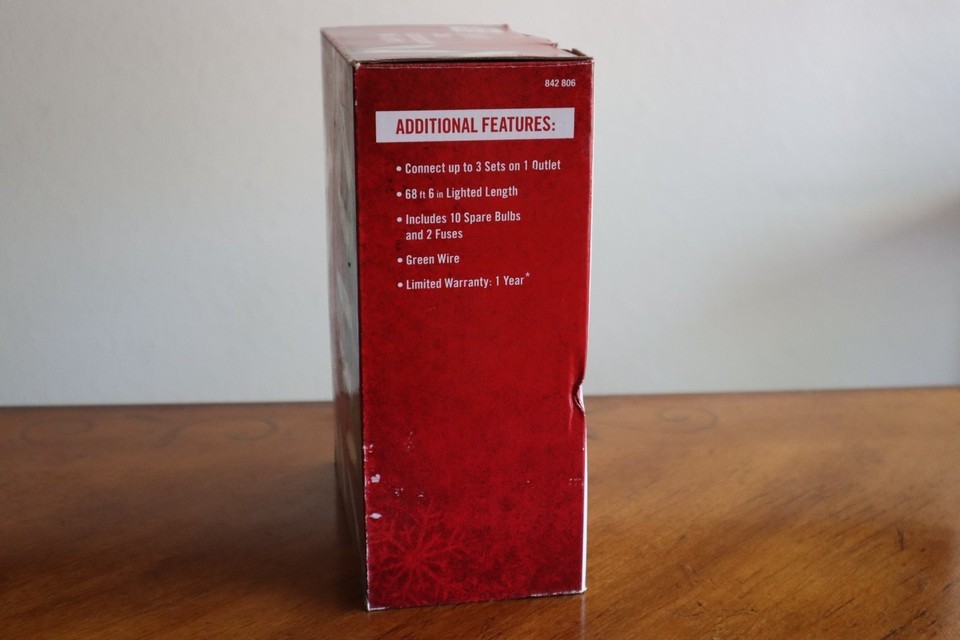 842 806
ADDITIONAL FEATURES:
• Connect up to 3 Sets on 1 Outlet
• 68 ft 6 in Lighted Length
• Includes 10 Spare Bulbs
and 2 Fuses
• Green Wire
• Limited Warranty: 1 Year*